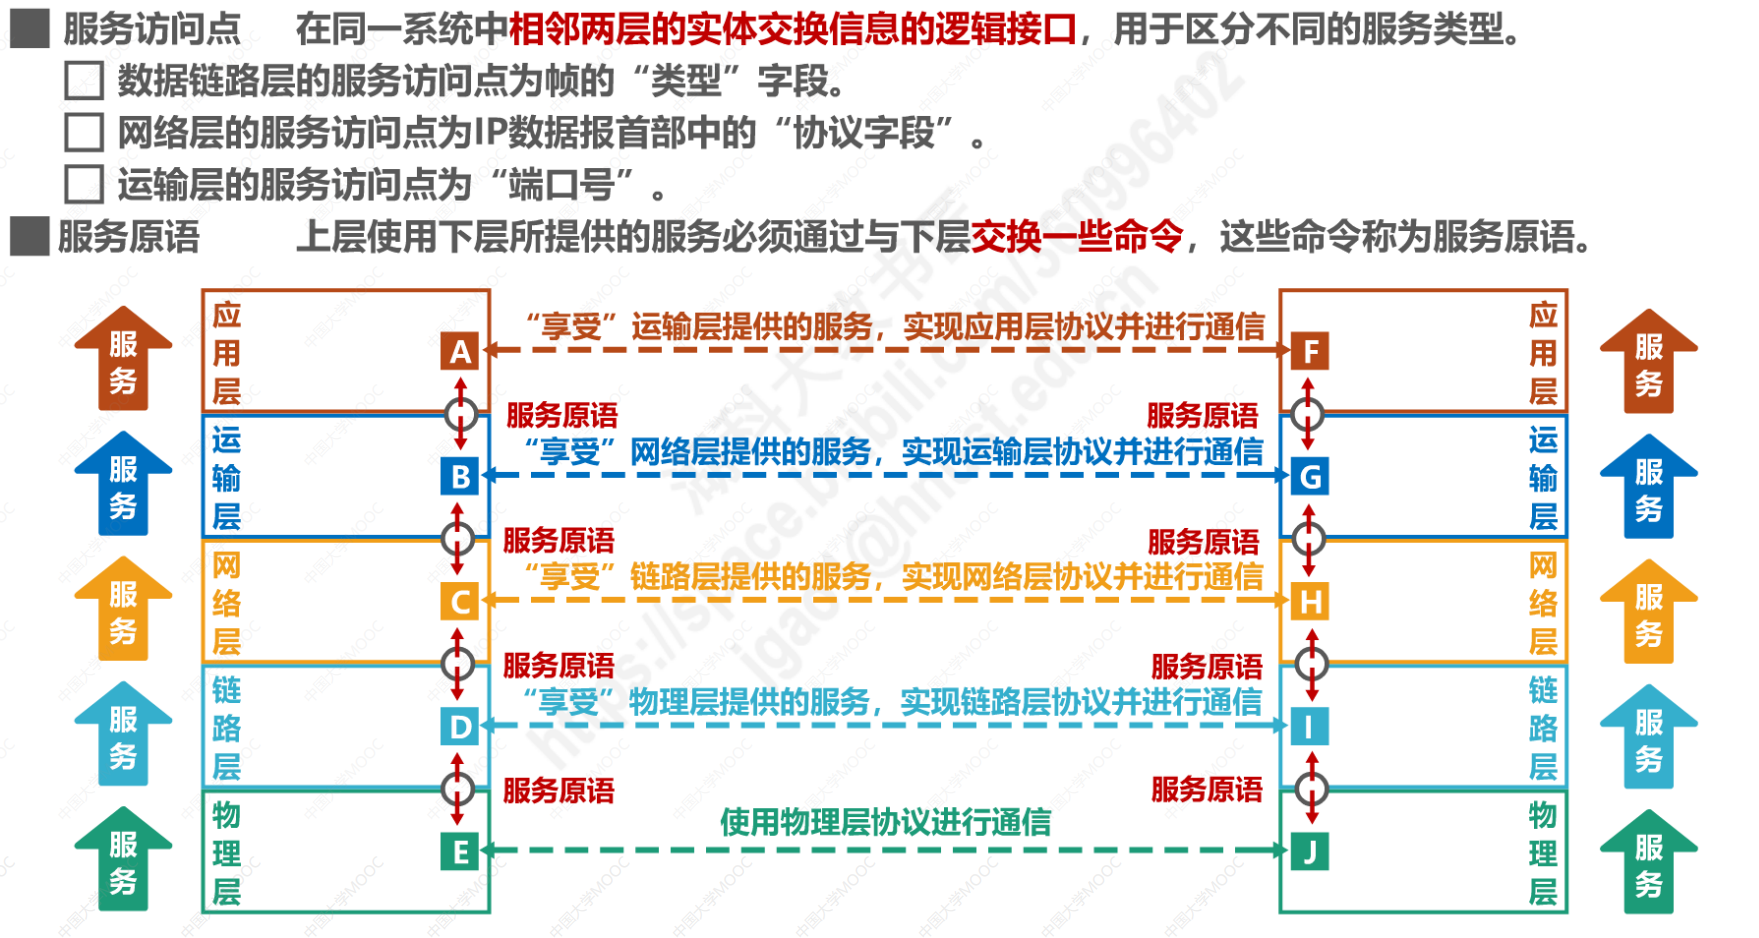 服务访问点 在同一系统中相邻两层的实体交换信息的逻辑接口，用于区分不同的服务类型。
数据链路层的服务访问点为帧的“类型”字段。
网络层的服务访问点为IP数据报首部中的“协议字段”。
运输层的服务访问点为“端口号”。
服务原语 上层使用下层所提供的服务必须通过与下层交换一些命令，这些命令称为服务原语。
服务 应用层 A “享受”运输层提供的服务，实现应用层协议并进行通信 F 应用层 服务
服务原语 服务原语
服务 运输层 B “享受”网络层提供的服务，实现运输层协议并进行通信 G 运输层 服务
服务原语 服务原语
服务 网络层 C “享受”链路层提供的服务，实现网络层协议并进行通信 H 网络层 服务
服务原语 服务原语
服务 链路层 D “享受”物理层提供的服务，实现链路层协议并进行通信 I 链路层 服务
服务原语 服务原语
服务 物理层 E 使用物理层协议进行通信 J 物理层 服务
中国大学MOOC